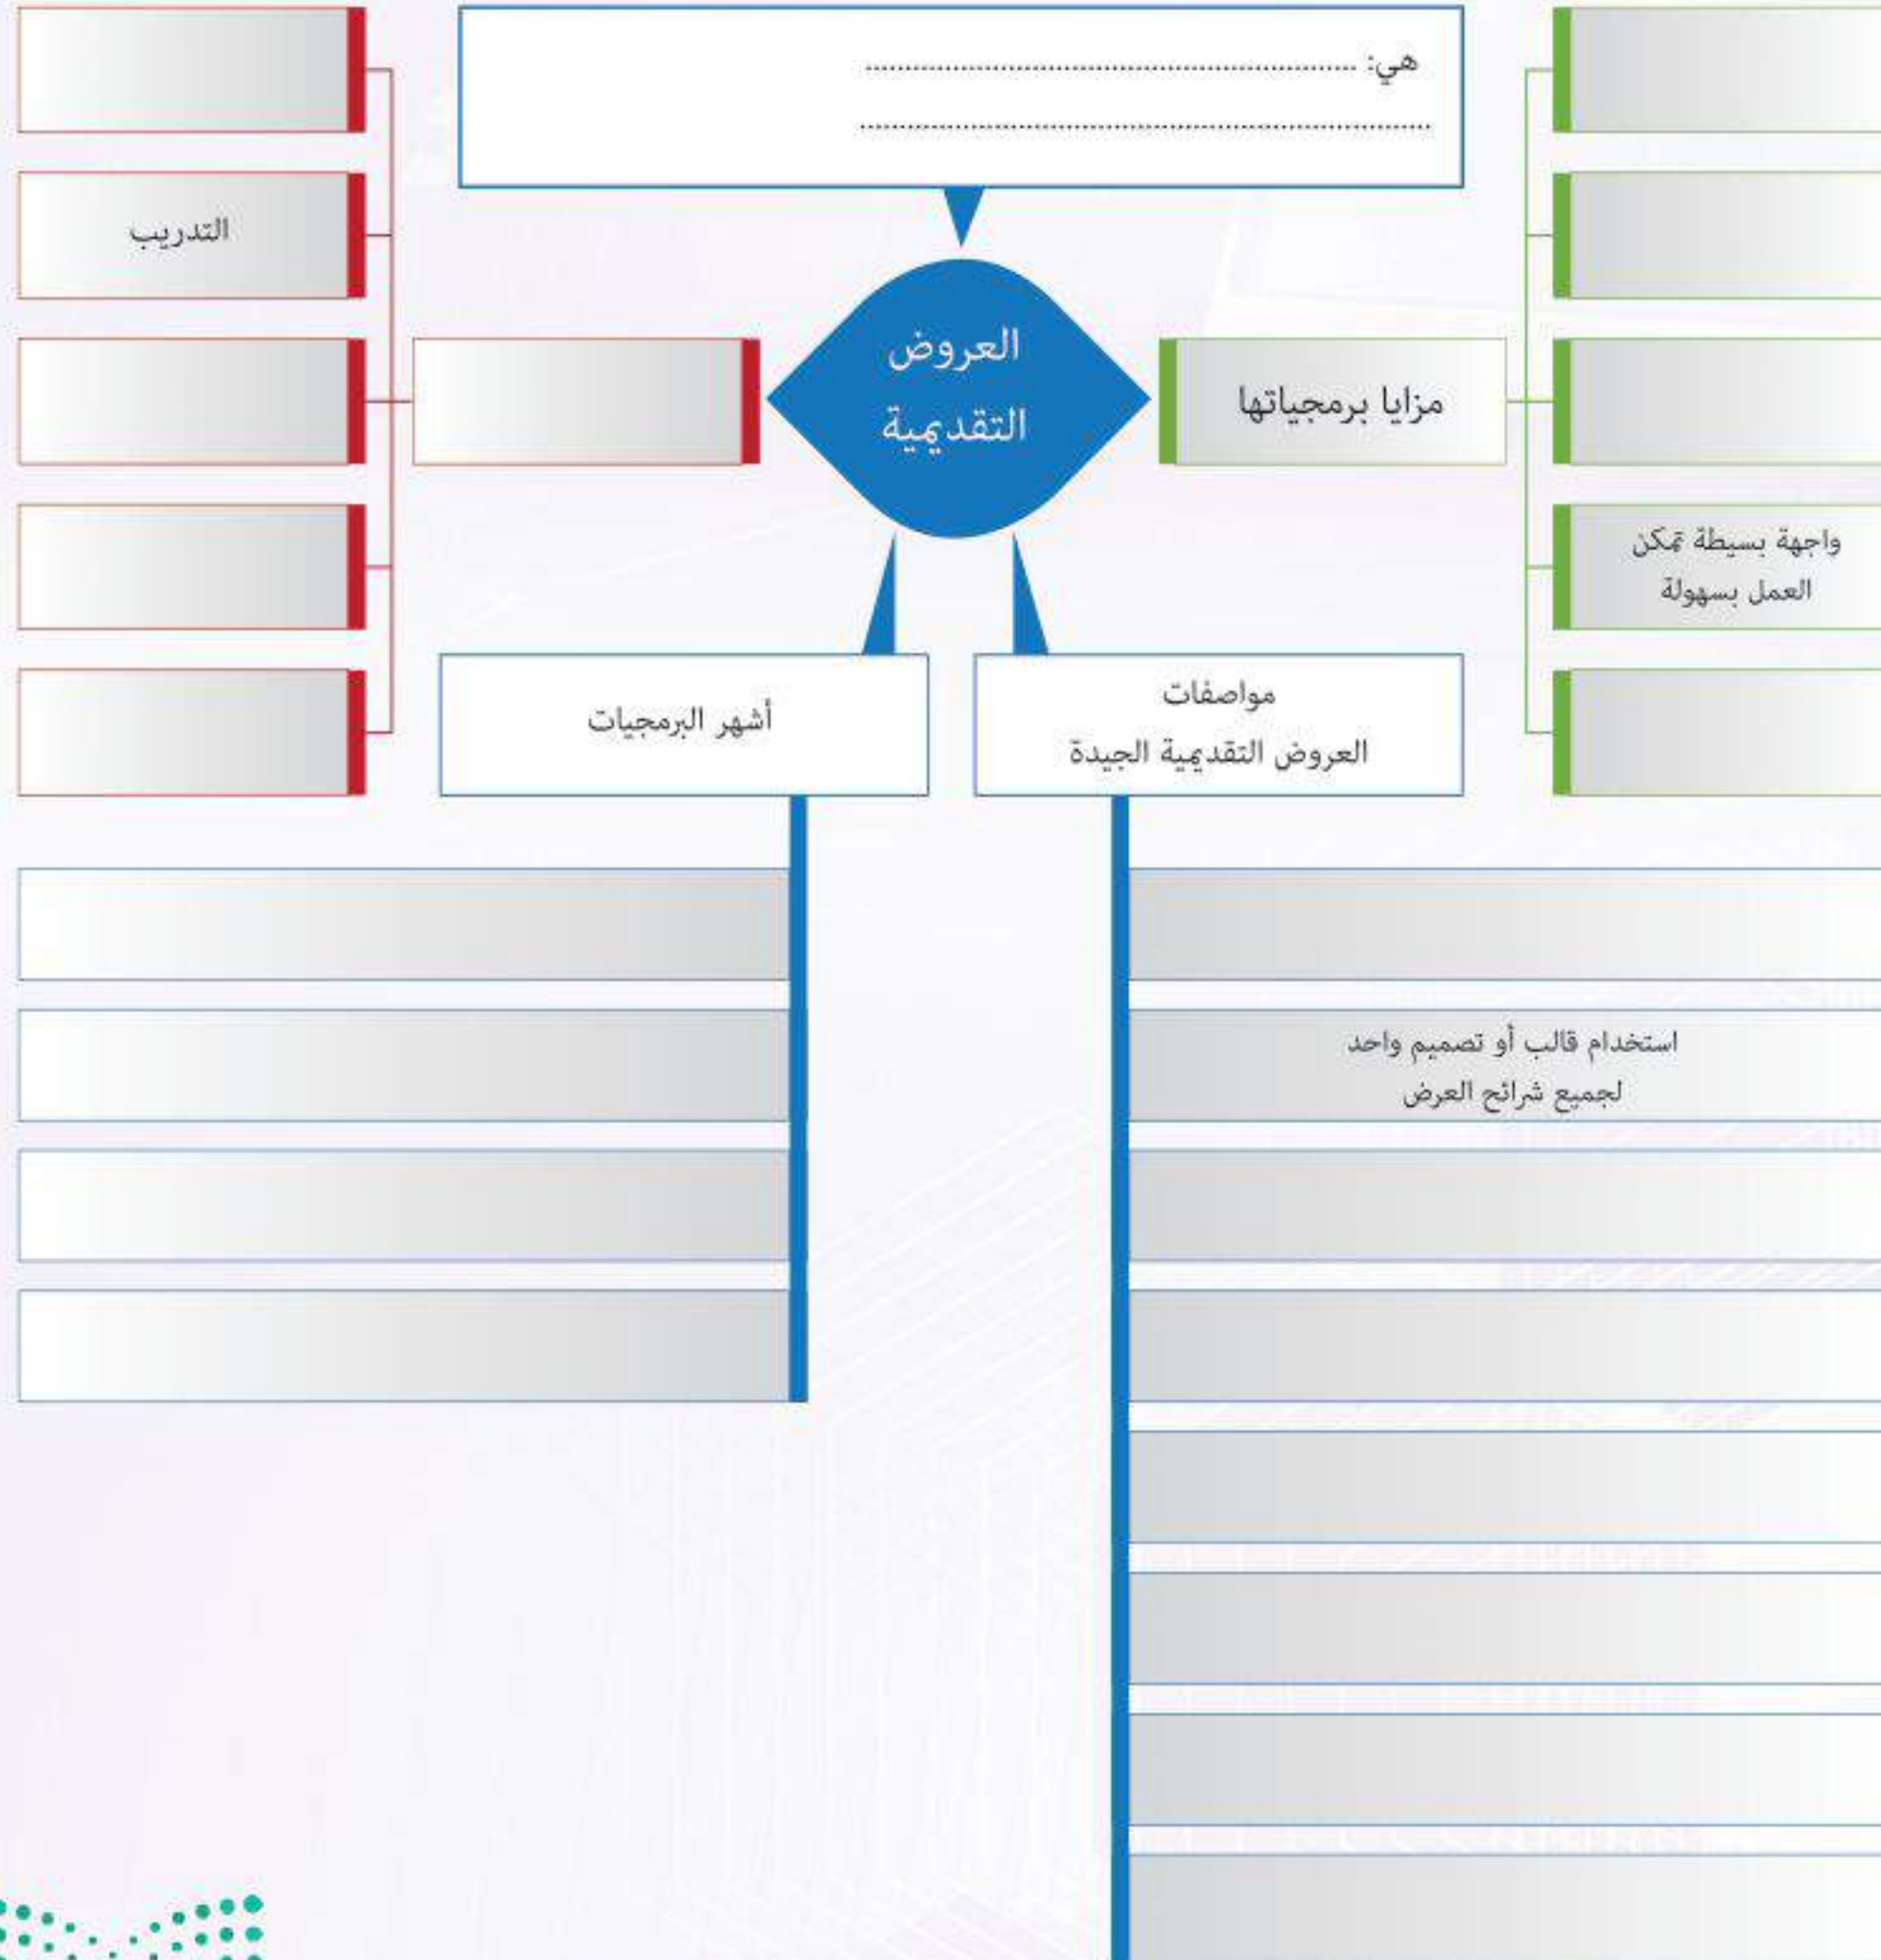 هي: ........................................................
........................................................
التدريب
العروض
التقديمية
مزايا برمجياتها
واجهة بسيطة تمكن
العمل بسهولة
مواصفات
العروض التقديمية الجيدة
أشهر البرمجيات
استخدام قالب أو تصميم واحد
لجميع شرائح العرض